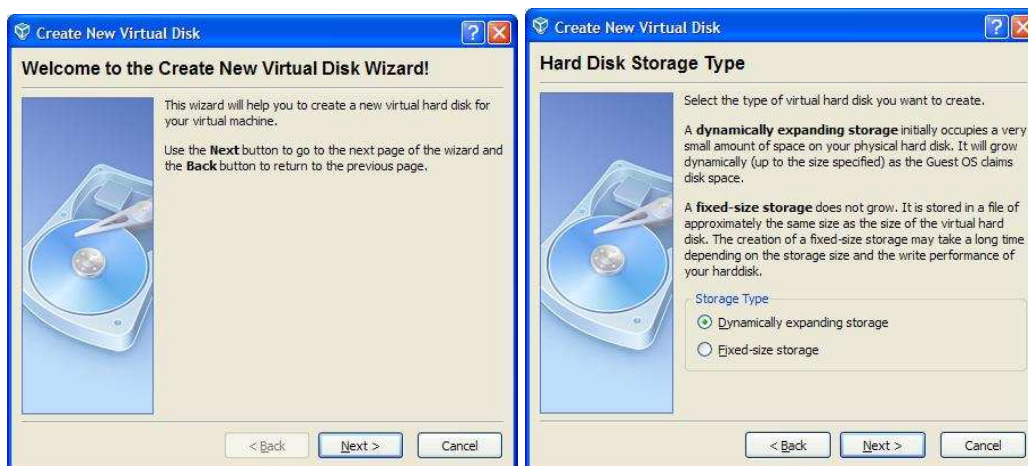 Create New Virtual Disk
Welcome to the Create New Virtual Disk Wizard!
This wizard will help you to create a new virtual hard disk for
your virtual machine.
Use the Next button to go to the next page of the wizard and
the Back button to return to the previous page.
< Back
Next >
Cancel
Create New Virtual Disk
Hard Disk Storage Type
Select the type of virtual hard disk you want to create.
A dynamically expanding storage initially occupies a very
small amount of space on your physical hard disk. It will grow
dynamically (up to the size specified) as the Guest OS claims
disk space.
A fixed-size storage does not grow. It is stored in a file of
approximately the same size as the size of the virtual hard
disk. The creation of a fixed-size storage may take a long time
depending on the storage size and the write performance of
your harddisk.
Storage Type
Dynamically expanding storage
Fixed-size storage
< Back
Next >
Cancel